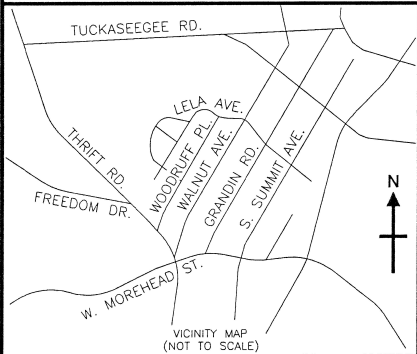 TUCKASEEGEE RD.
LELA AVE.
THRIFT RD.
WOODRUFF PL.
WALNUT AVE.
GRANDIN RD.
S. SUMMIT AVE.
FREEDOM DR.
N
W. MOREHEAD ST.
VICINITY MAP
(NOT TO SCALE)